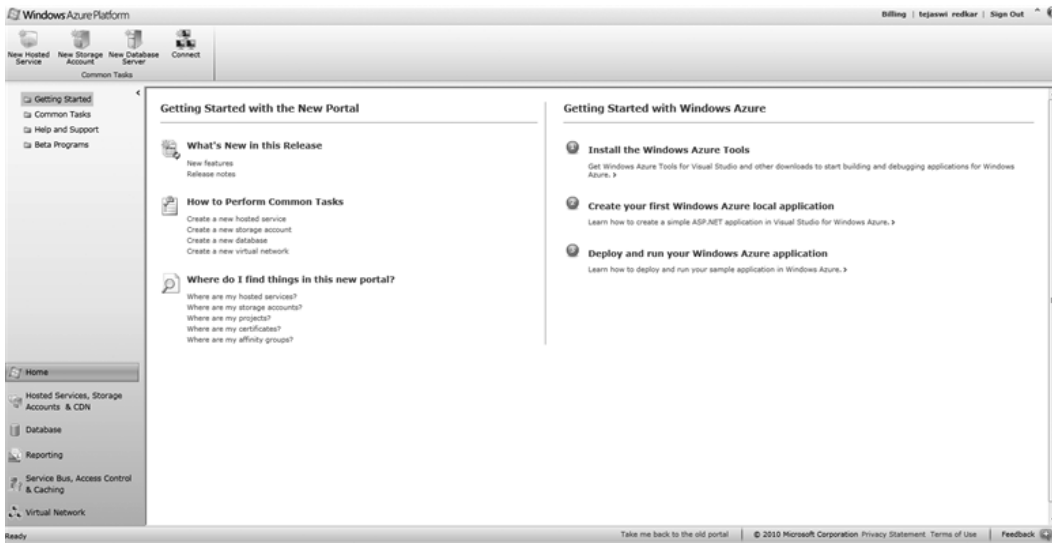 Windows Azure Platform
Billing | tejaswi redkar | Sign Out
New Hosted Service
New Storage Account
New Database Server
Connect
Common Tasks
Getting Started
Common Tasks
Help and Support
Beta Programs
Home
Hosted Services, Storage
Accounts & CDN
Database
Reporting
Service Bus, Access Control
& Caching
Virtual Network
Getting Started with the New Portal
What's New in this Release
New features
Release notes
How to Perform Common Tasks
Create a new hosted service
Create a new storage account
Create a new database
Create a new virtual network
Where do I find things in this new portal?
Where are my hosted services?
Where are my storage accounts?
Where are my projects?
Where are my certificates?
Where are my affinity groups?
Getting Started with Windows Azure
1 Install the Windows Azure Tools
Get Windows Azure Tools for Visual Studio and other downloads to start building and debugging applications for Windows
Azure. >
2 Create your first Windows Azure local application
Learn how to create a simple ASP.NET application in Visual Studio for Windows Azure. >
3 Deploy and run your Windows Azure application
Learn how to deploy and run your sample application in Windows Azure. >
Ready
Take me back to the old portal | © 2010 Microsoft Corporation Privacy Statement Terms of Use | Feedback